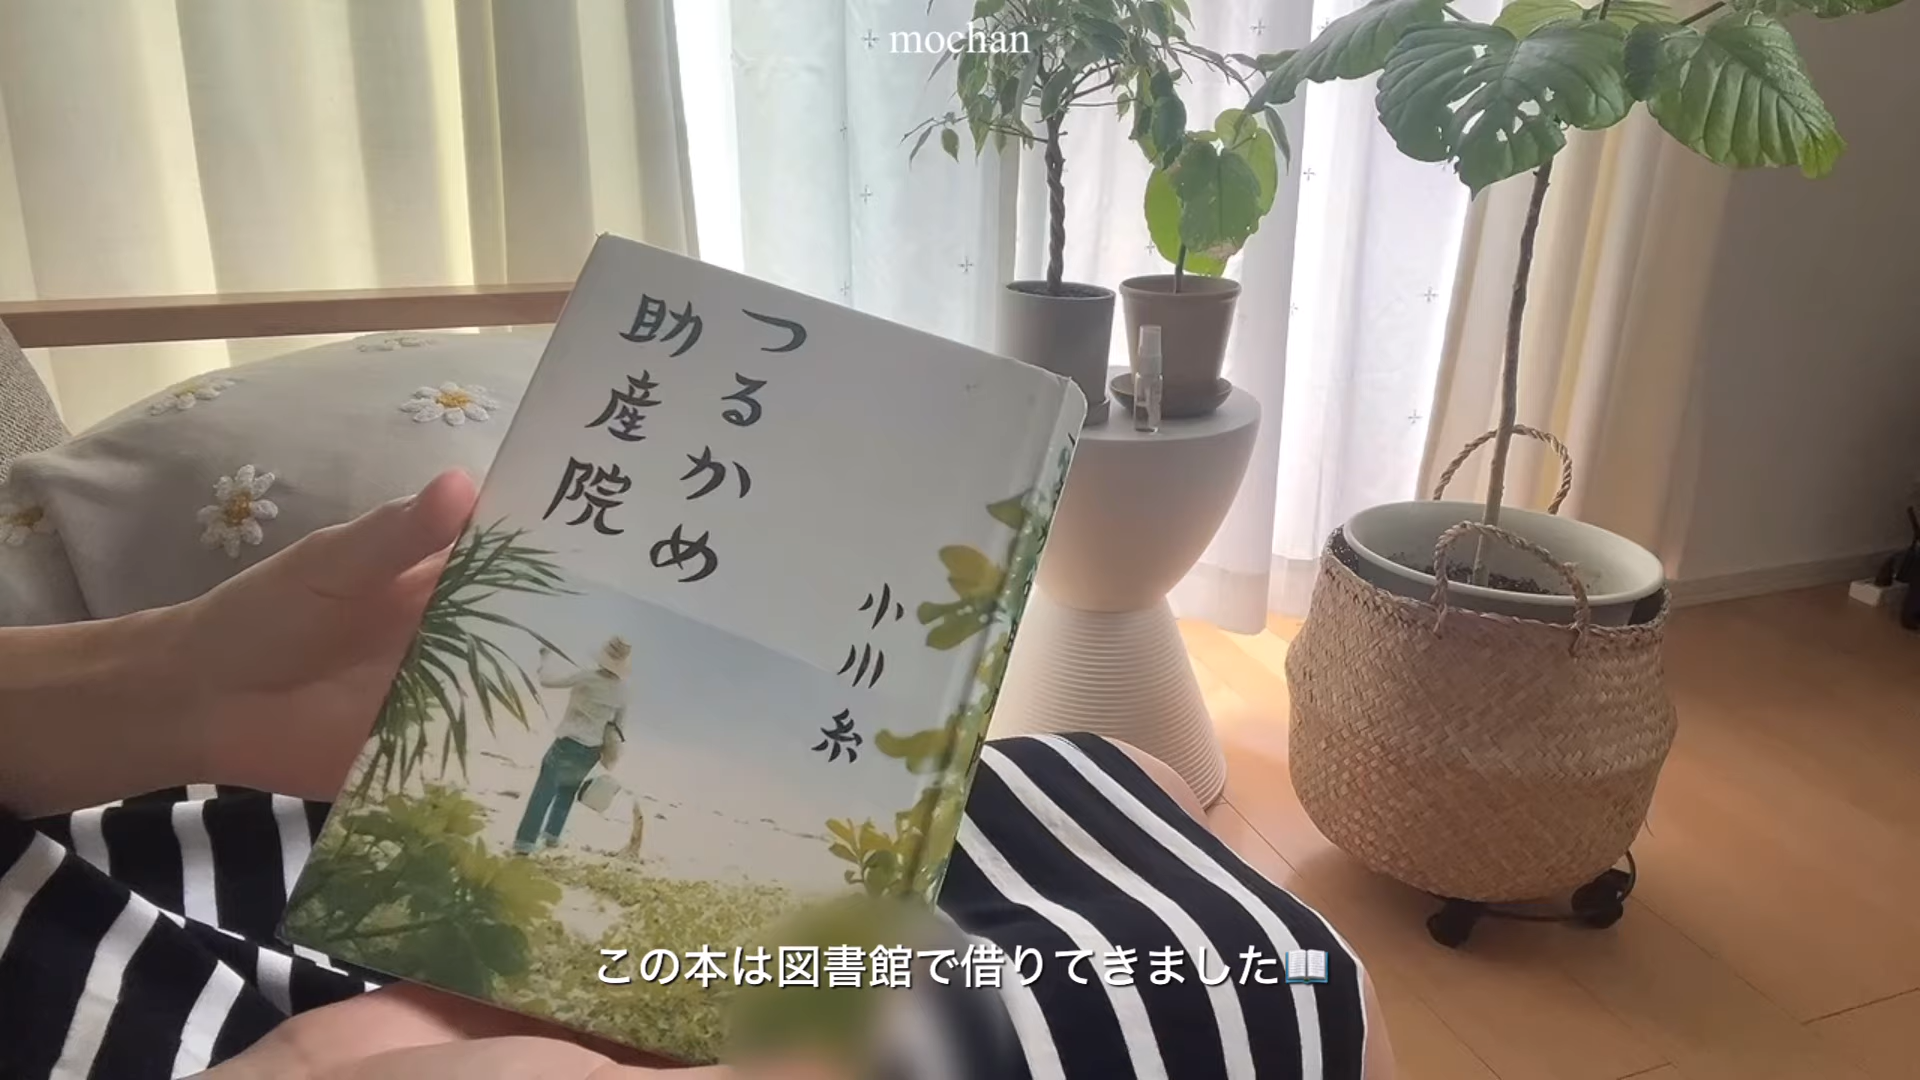 mochan
つるかめ
助産院
小川糸
この本は図書館で借りてきました📖